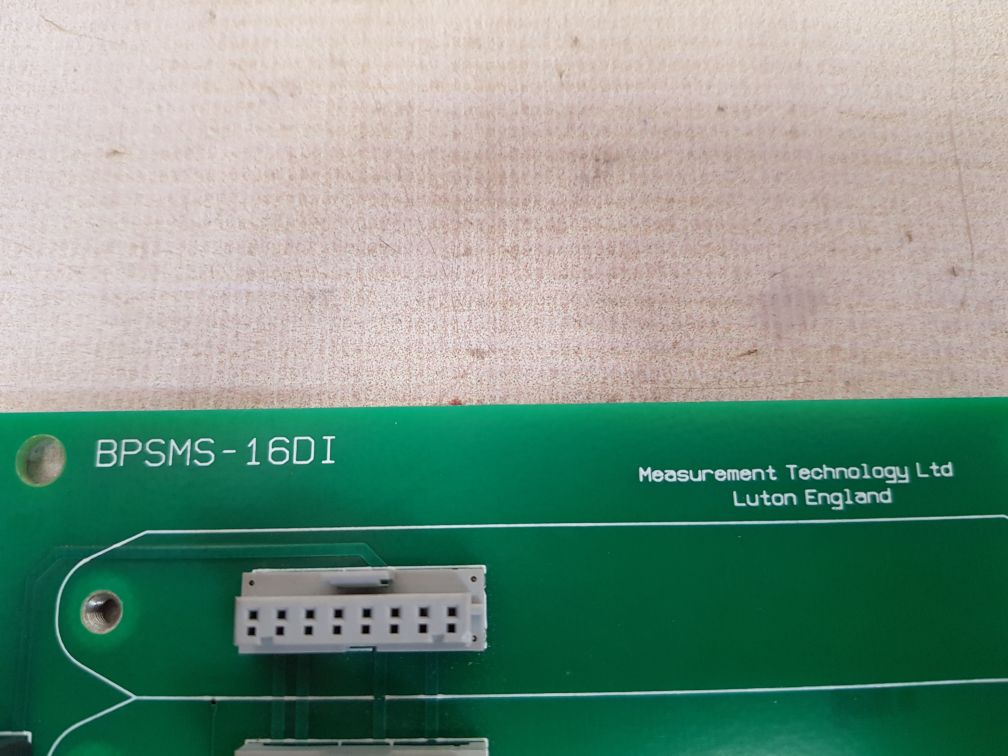 BPSMS-16DI
Measurement Technology Ltd
Luton England